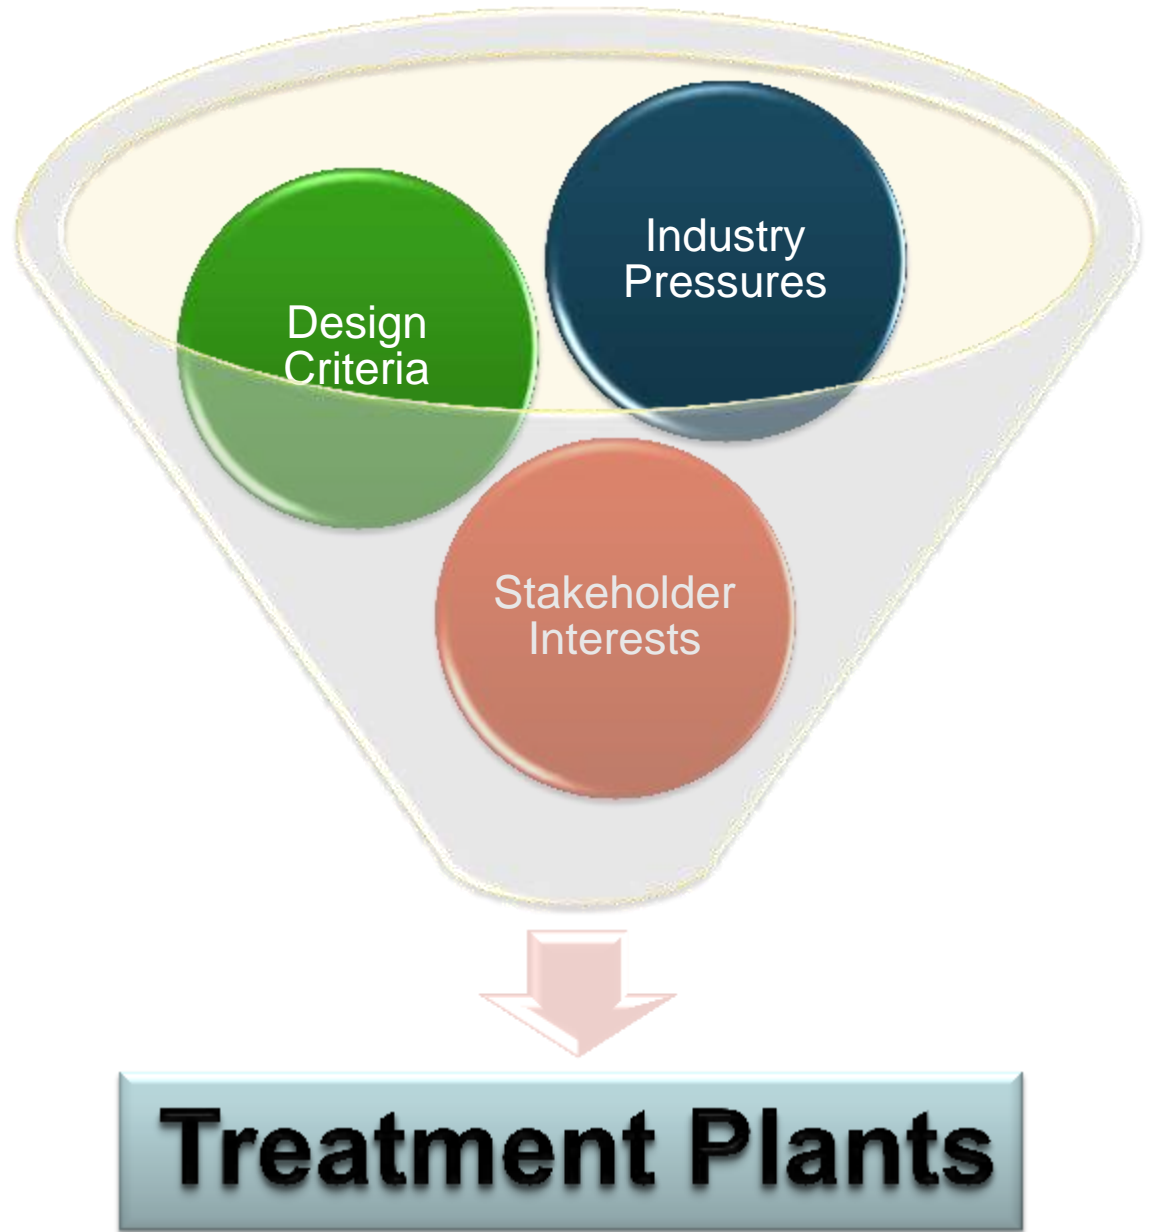 Industry
Pressures
Design
Criteria
Stakeholder
Interests
Treatment Plants